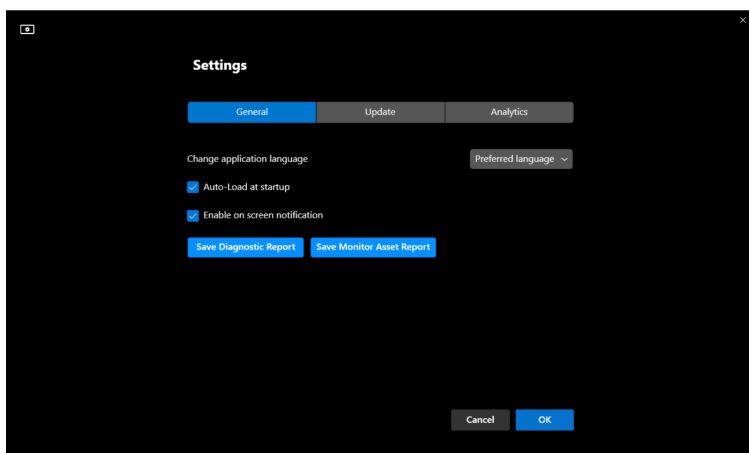 Settings
General Update Analytics
Change application language Preferred language
Auto-Load at startup
Enable on screen notification
Save Diagnostic Report Save Monitor Asset Report
Cancel OK